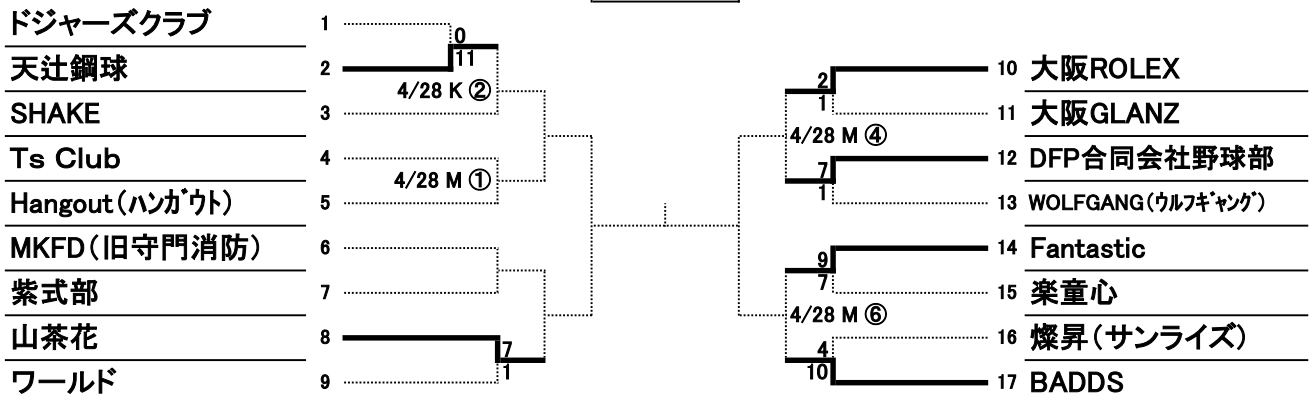 ドジャーズクラブ 1
0
天辻鋼球 2
11
4/28 K ②
SHAKE 3
Ts Club 4
4/28 M ①
Hangout(ﾊﾝｶﾞｳﾄ) 5
MKFD(旧守門消防) 6
紫式部 7
山茶花 8
7
1
ワールド 9
10 大阪ROLEX
2
1
11 大阪GLANZ
4/28 M ④
12 DFP合同会社野球部
7
1
13 WOLFGANG(ｳﾙﾌｷﾞｬﾝｸﾞ)
14 Fantastic
9
7
15 楽童心
4/28 M ⑥
16 燦昇(サンライズ)
4
10
17 BADDS